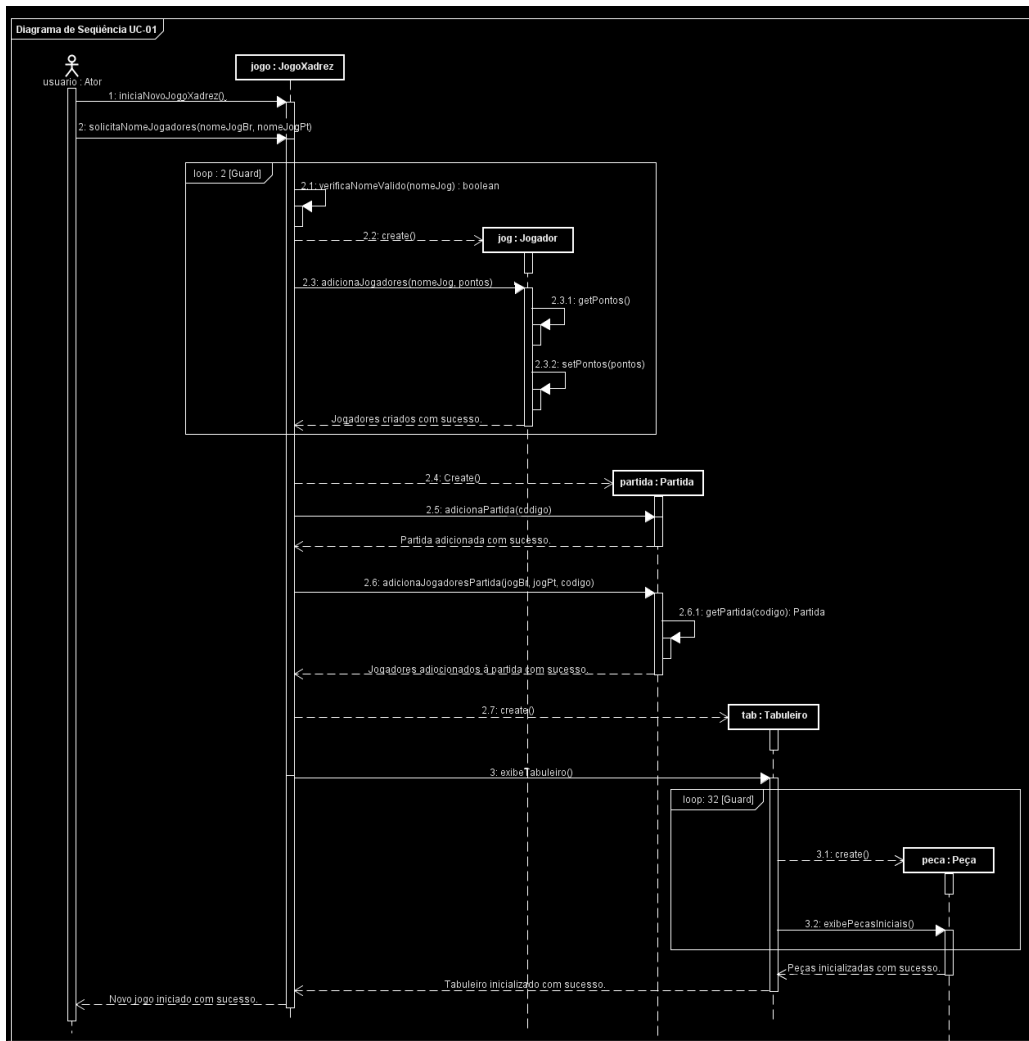 Diagrama de Seqüência UC-01
jogo : JogoXadrez
usuario : Ator
1: iniciaNovoJogoXadrez()
2: solicitaNomeJogadores(nomeJogBr, nomeJogPt)
loop : 2 [Guard]
2.1: verificaNomeValido(nomeJog) : boolean
2.2: create()
jog : Jogador
2.3: adicionaJogadores(nomeJog, pontos)
2.3.1: getPontos()
2.3.2: setPontos(pontos)
Jogadores criados com sucesso.
2.4: Create()
partida : Partida
2.5: adicionaPartida(codigo)
Partida adicionada com sucesso.
2.6: adicionaJogadoresPartida(jogBr, jogPt, codigo)
2.6.1: getPartida(codigo): Partida
Jogadores adiocionados á partida com sucesso.
2.7: create()
tab : Tabuleiro
3: exibeTabuleiro()
loop: 32 [Guard]
3.1: create()
peca : Peça
3.2: exibePecasIniciais()
Peças inicializadas com sucesso.
Tabuleiro inicializado com sucesso.
Novo jogo iniciado com sucesso.